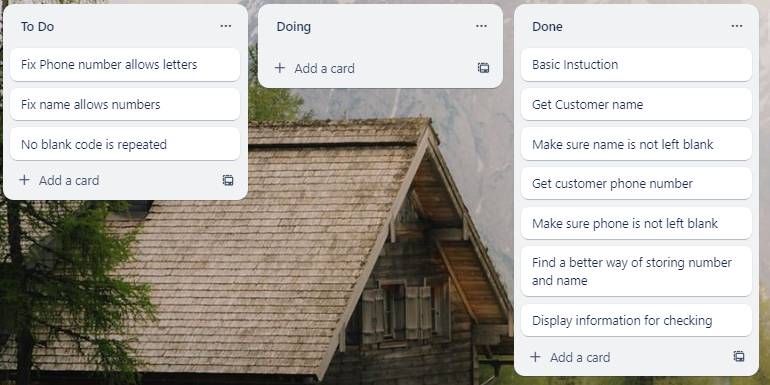 To Do
Fix Phone number allows letters
Fix name allows numbers
No blank code is repeated
Add a card
Doing
Add a card
Done
Basic Instuction
Get Customer name
Make sure name is not left blank
Get customer phone number
Make sure phone is not left blank
Find a better way of storing number
and name
Display information for checking
Add a card